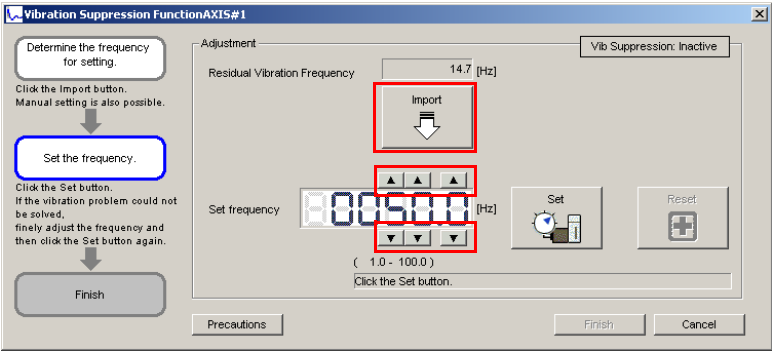 Vibration Suppression FunctionAXIS#1
Determine the frequency
for setting.
Click the Import button.
Manual setting is also possible.
Set the frequency.
Click the Set button.
If the vibration problem could not
be solved,
finely adjust the frequency and
then click the Set button again.
Finish
Adjustment
Vib Suppression: Inactive
Residual Vibration Frequency
14.7 [Hz]
Import
Set frequency
0050.0 [Hz]
( 1.0 - 100.0 )
Click the Set button.
Set
Reset
Precautions
Finish
Cancel